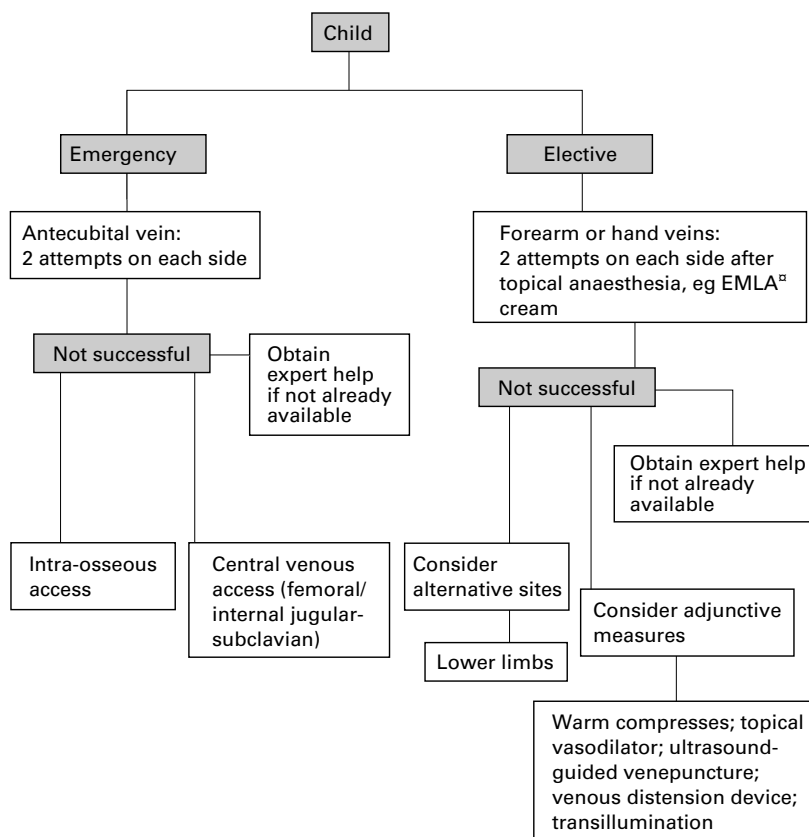 Child
Emergency
Elective
Antecubital vein:
2 attempts on each side
Forearm or hand veins:
2 attempts on each side after
topical anaesthesia, eg EMLA¤
cream
Not successful
Obtain
expert help
if not already
available
Not successful
Obtain expert help
if not already
available
Intra-osseous
access
Central venous
access (femoral/
internal jugular-
subclavian)
Consider
alternative sites
Consider adjunctive
measures
Lower limbs
Warm compresses; topical
vasodilator; ultrasound-
guided venepuncture;
venous distension device;
transillumination